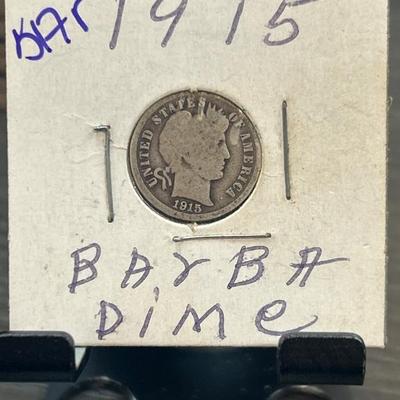 1915
UNITED STATES OF AMERICA
1915
BArBA
DIME